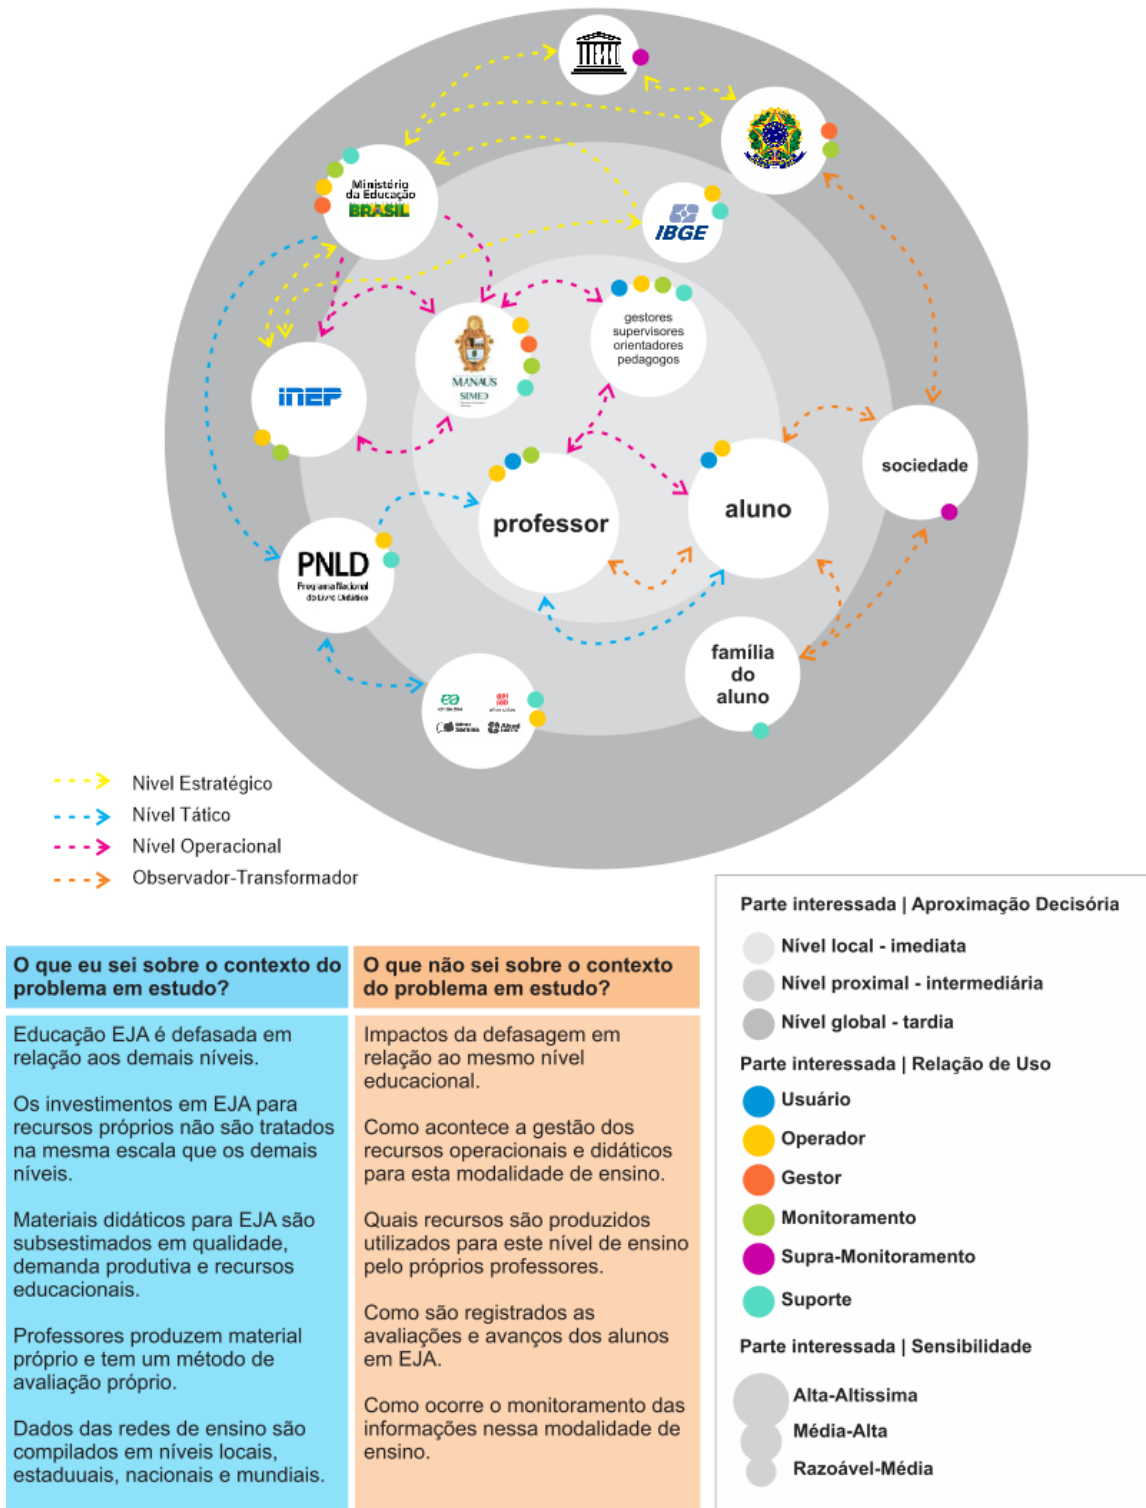 Ministério
da Educação
BRASIL
IBGE
gestores
supervisores
orientadores
pedagogos
MANAUS
SEMED
inep
sociedade
aluno
professor
PNLD
Programa Nacional
do Livro Didático
família
do
aluno
ea
Atual
Nivel Estratégico
Nível Tático
Nível Operacional
Observador-Transformador
Parte interessada | Aproximação Decisória
Nível local - imediata
Nível proximal - intermediária
Nível global - tardia
Parte interessada | Relação de Uso
Usuário
Operador
Gestor
Monitoramento
Supra-Monitoramento
Suporte
Parte interessada | Sensibilidade
Alta-Altissima
Média-Alta
Razoável-Média
O que eu sei sobre o contexto do
problema em estudo?
Educação EJA é defasada em
relação aos demais níveis.
Os investimentos em EJA para
recursos próprios não são tratados
na mesma escala que os demais
níveis.
Materiais didáticos para EJA são
subsestimados em qualidade,
demanda produtiva e recursos
educacionais.
Professores produzem material
próprio e tem um método de
avaliação próprio.
Dados das redes de ensino são
compilados em níveis locais,
estaduuais, nacionais e mundiais.
O que não sei sobre o contexto
do problema em estudo?
Impactos da defasagem em
relação ao mesmo nível
educacional.
Como acontece a gestão dos
recursos operacionais e didáticos
para esta modalidade de ensino.
Quais recursos são produzidos
utilizados para este nível de ensino
pelo próprios professores.
Como são registrados as
avaliações e avanços dos alunos
em EJA.
Como ocorre o monitoramento das
informações nessa modalidade de
ensino.